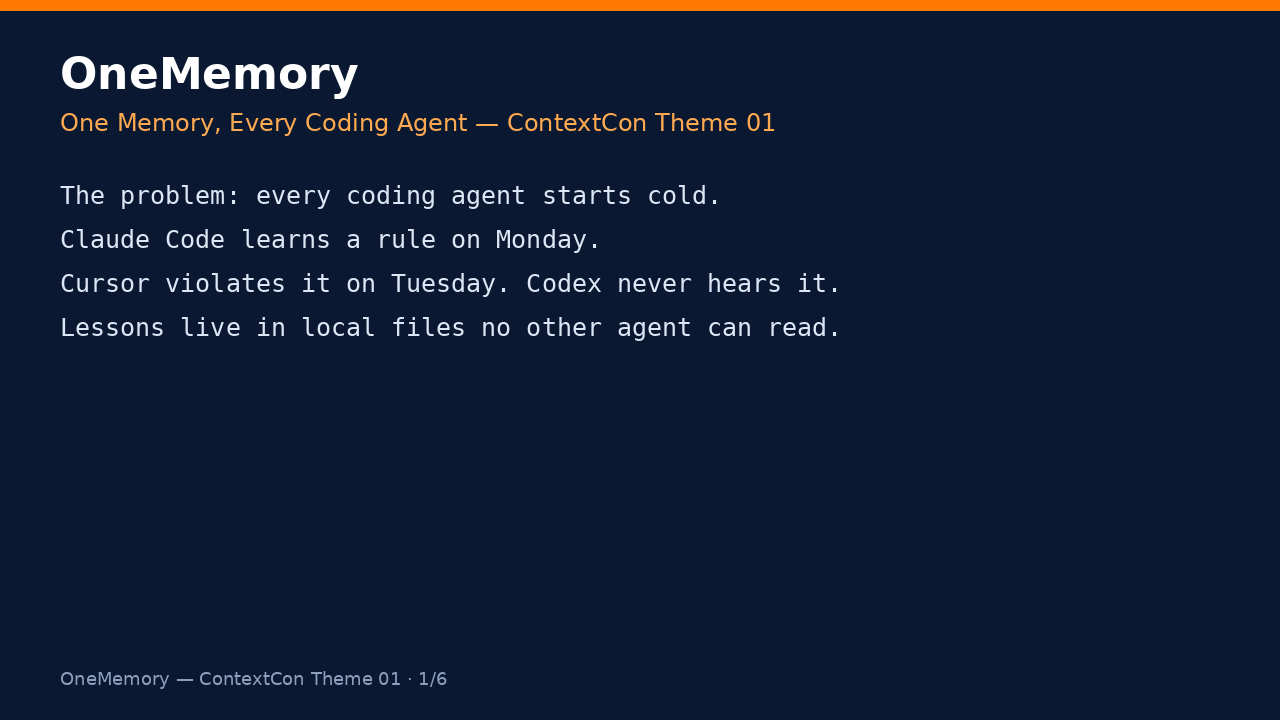 OneMemory
One Memory, Every Coding Agent — ContextCon Theme 01
The problem: every coding agent starts cold.
Claude Code learns a rule on Monday.
Cursor violates it on Tuesday. Codex never hears it.
Lessons live in local files no other agent can read.
OneMemory — ContextCon Theme 01 · 1/6